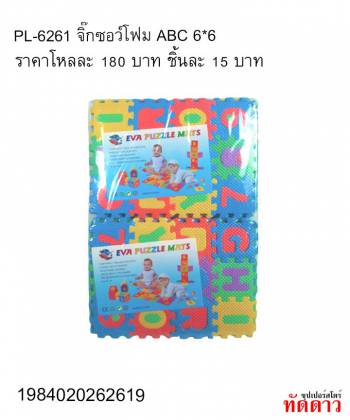 PL-6261 จิ๊กซอว์โฟม ABC 6*6
ราคาโหลละ 180 บาท ชิ้นละ 15 บาท
EVA PUZZLE MATS
EVA PUZZLE MATS
1984020262619
ซุปเปอร์สโตร์
ทัดดาว